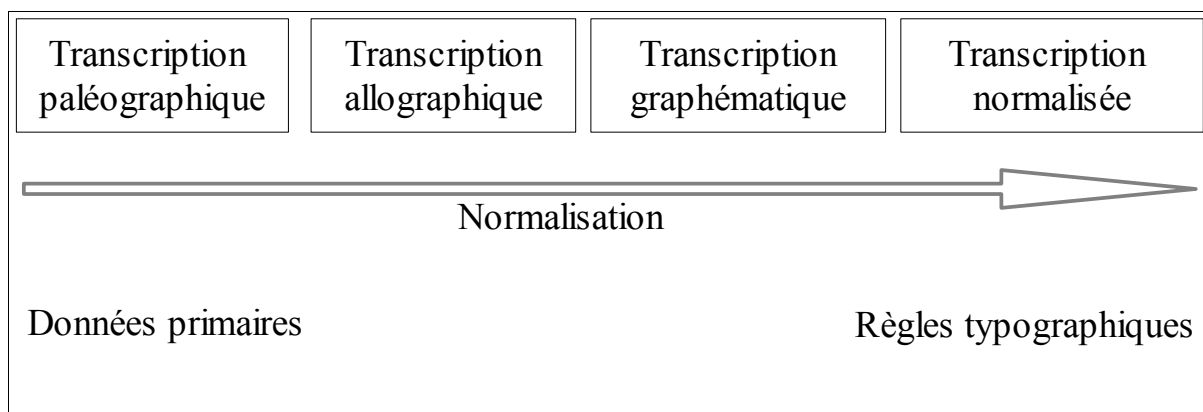 Transcription
paléographique
Transcription
allographique
Transcription
graphématique
Transcription
normalisée
Normalisation
Données primaires
Règles typographiques